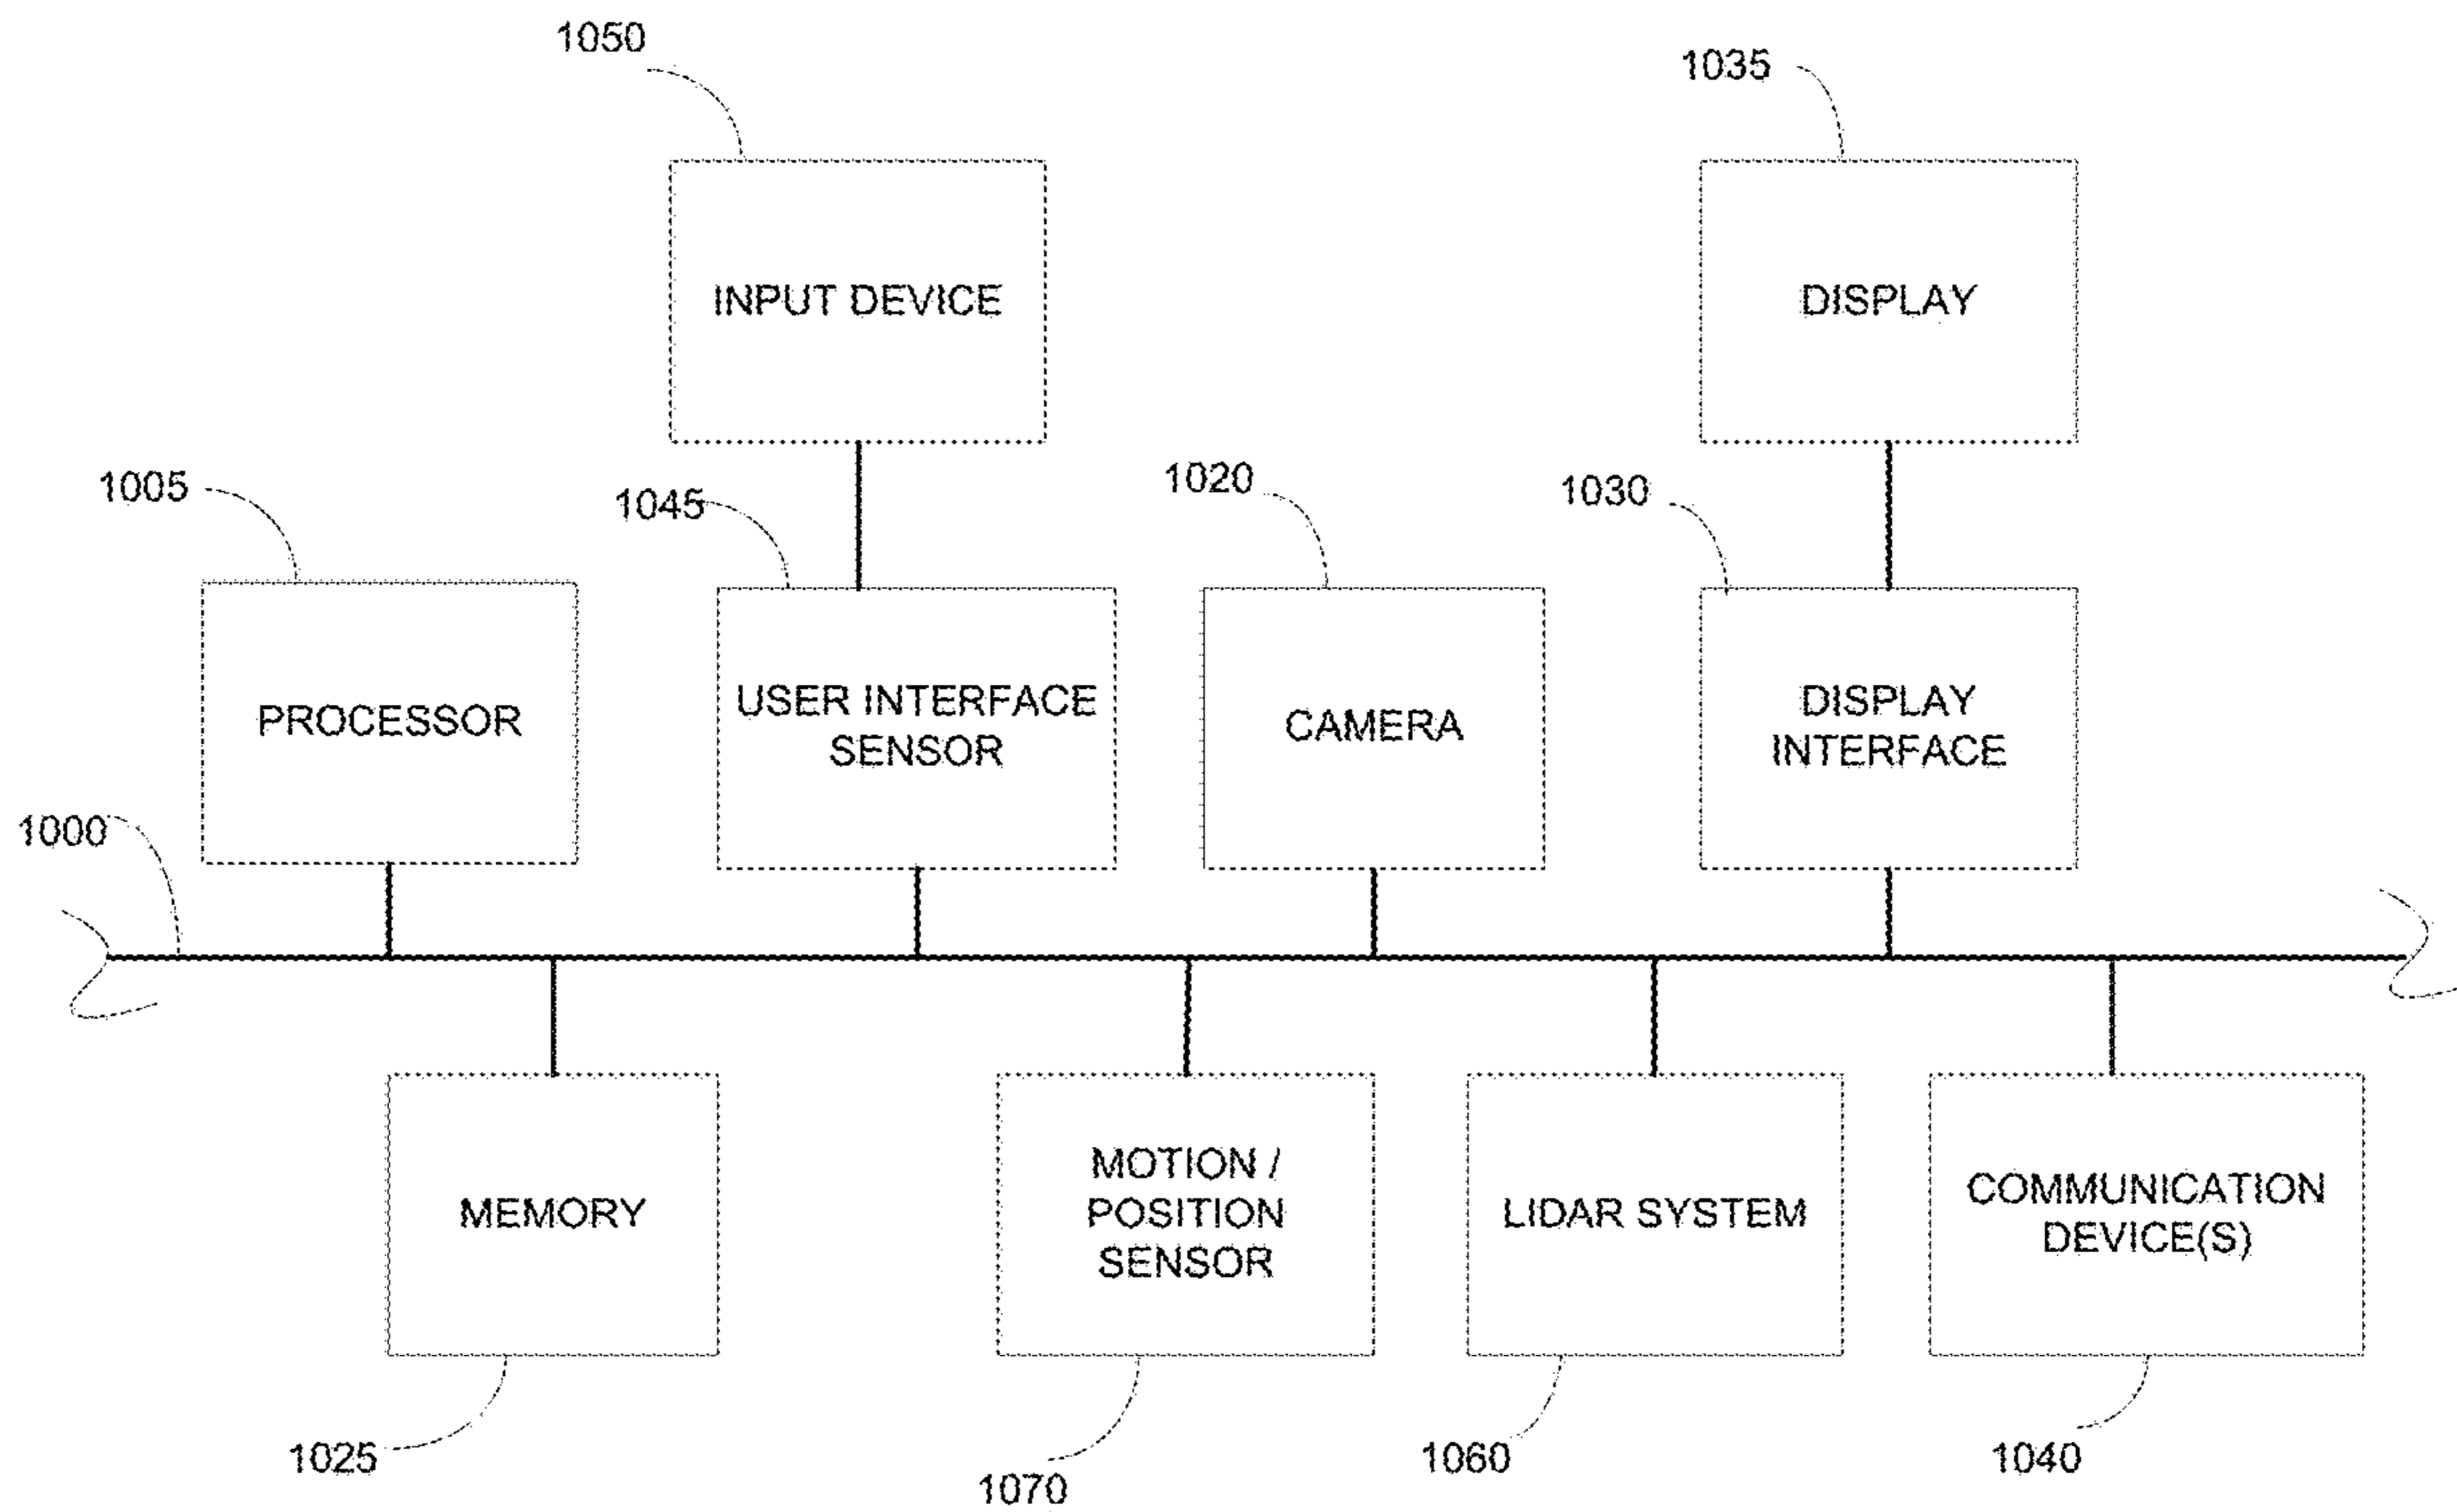 1050
1035
INPUT DEVICE
DISPLAY
1005
1045
1020
1030
PROCESSOR
USER INTERFACE
SENSOR
CAMERA
DISPLAY
INTERFACE
1000
MEMORY
MOTION /
POSITION
SENSOR
LIDAR SYSTEM
COMMUNICATION
DEVICE(S)
1025
1070
1060
1040